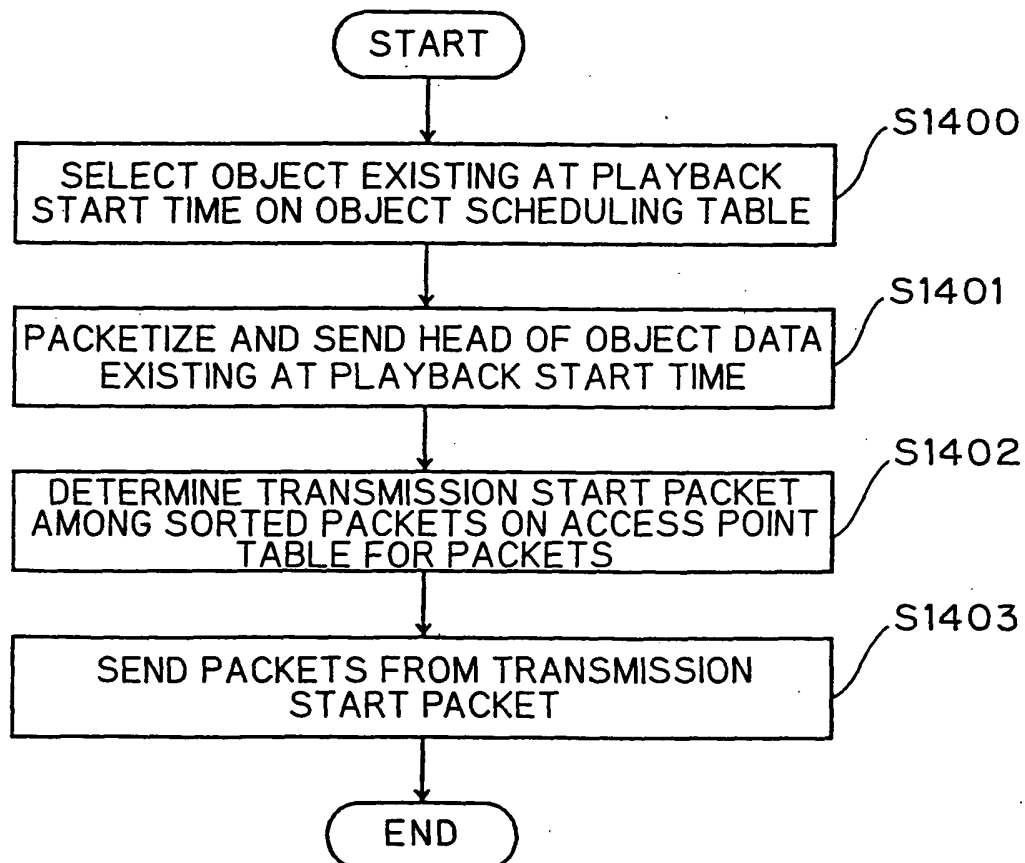 START
S1400
SELECT OBJECT EXISTING AT PLAYBACK
START TIME ON OBJECT SCHEDULING TABLE
S1401
PACKETIZE AND SEND HEAD OF OBJECT DATA
EXISTING AT PLAYBACK START TIME
S1402
DETERMINE TRANSMISSION START PACKET
AMONG SORTED PACKETS ON ACCESS POINT
TABLE FOR PACKETS
S1403
SEND PACKETS FROM TRANSMISSION
START PACKET
END